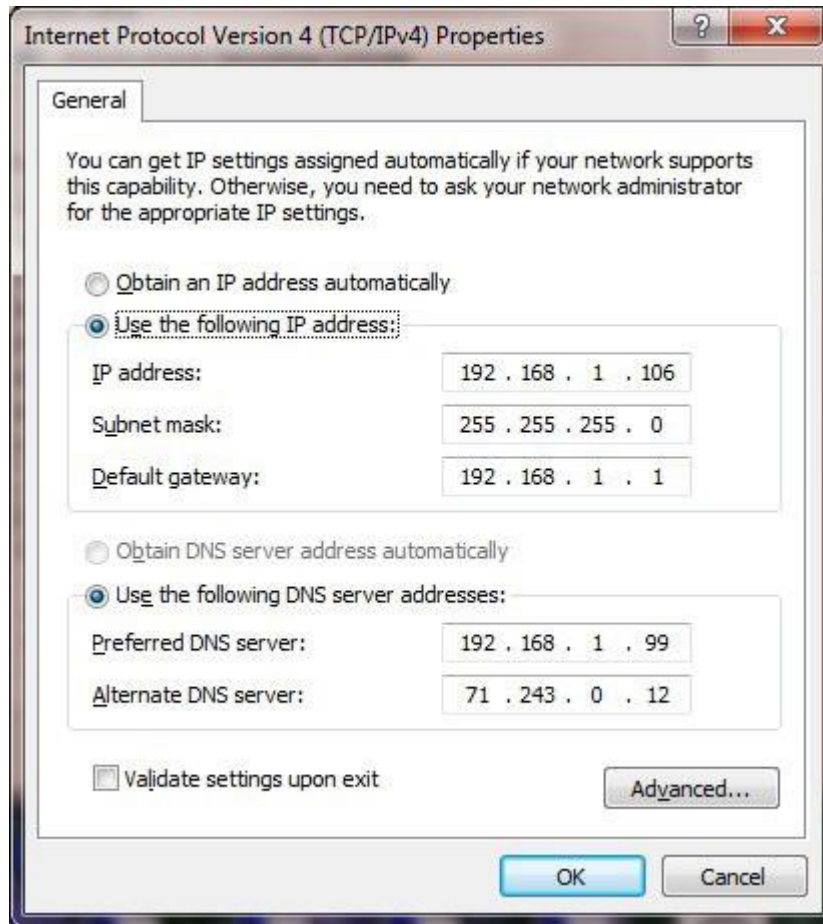 Internet Protocol Version 4 (TCP/IPv4) Properties
General
You can get IP settings assigned automatically if your network supports
this capability. Otherwise, you need to ask your network administrator
for the appropriate IP settings.
Obtain an IP address automatically
Use the following IP address:
IP address: 192 . 168 . 1 . 106
Subnet mask: 255 . 255 . 255 . 0
Default gateway: 192 . 168 . 1 . 1
Obtain DNS server address automatically
Use the following DNS server addresses:
Preferred DNS server: 192 . 168 . 1 . 99
Alternate DNS server: 71 . 243 . 0 . 12
Validate settings upon exit
Advanced...
OK Cancel